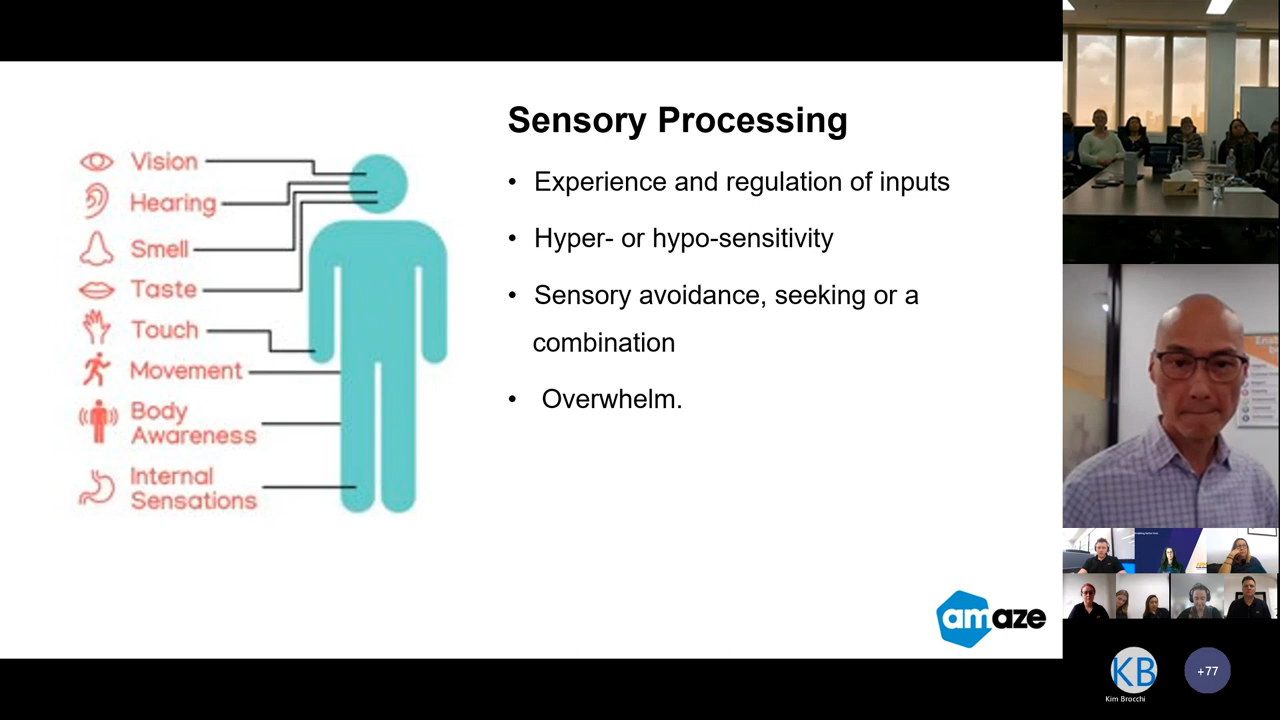 Sensory Processing
Vision
Hearing
Smell
Taste
Touch
Movement
Body
Awareness
Internal
Sensations
• Experience and regulation of inputs
• Hyper- or hypo-sensitivity
• Sensory avoidance, seeking or a
combination
• Overwhelm.
amaze
KB
Kim Brocchi
+77